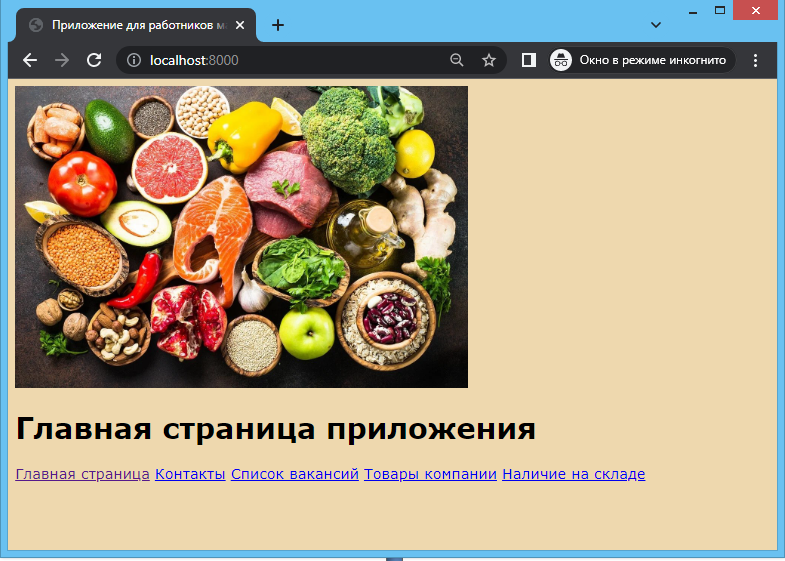 Приложение для работников м
localhost:8000
Окно в режиме инкогнито
Главная страница приложения
Главная страница Контакты Список вакансий Товары компании Наличие на складе